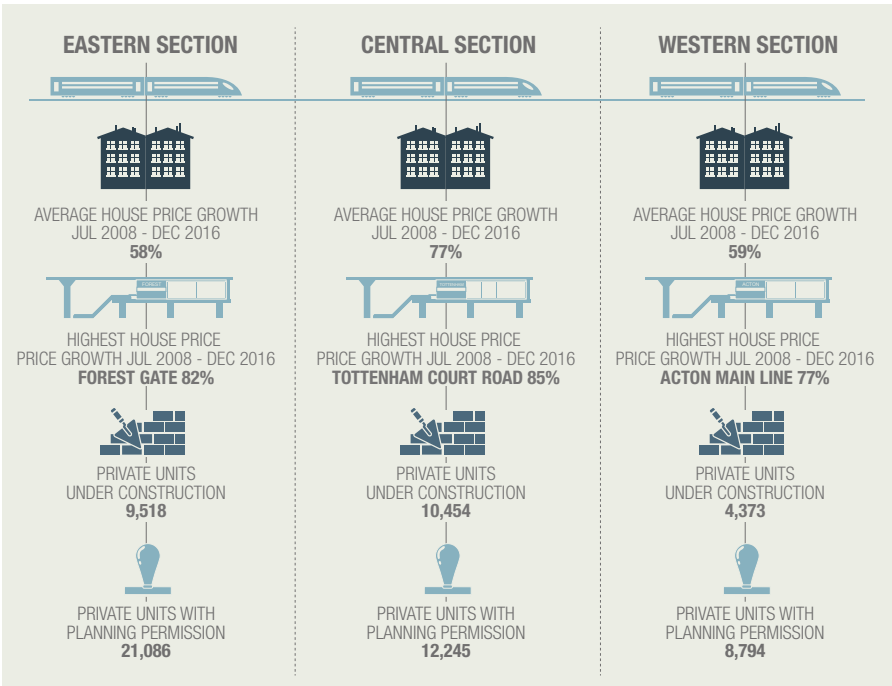 EASTERN SECTION
AVERAGE HOUSE PRICE GROWTH
JUL 2008 - DEC 2016
58%
FOREST
HIGHEST HOUSE PRICE
PRICE GROWTH JUL 2008 - DEC 2016
FOREST GATE 82%
PRIVATE UNITS
UNDER CONSTRUCTION
9,518
PRIVATE UNITS WITH
PLANNING PERMISSION
21,086
CENTRAL SECTION
AVERAGE HOUSE PRICE GROWTH
JUL 2008 - DEC 2016
77%
TOTTENHAM
HIGHEST HOUSE PRICE
PRICE GROWTH JUL 2008 - DEC 2016
TOTTENHAM COURT ROAD 85%
PRIVATE UNITS
UNDER CONSTRUCTION
10,454
PRIVATE UNITS WITH
PLANNING PERMISSION
12,245
WESTERN SECTION
AVERAGE HOUSE PRICE GROWTH
JUL 2008 - DEC 2016
59%
ACTON
HIGHEST HOUSE PRICE
PRICE GROWTH JUL 2008 - DEC 2016
ACTON MAIN LINE 77%
PRIVATE UNITS
UNDER CONSTRUCTION
4,373
PRIVATE UNITS WITH
PLANNING PERMISSION
8,794